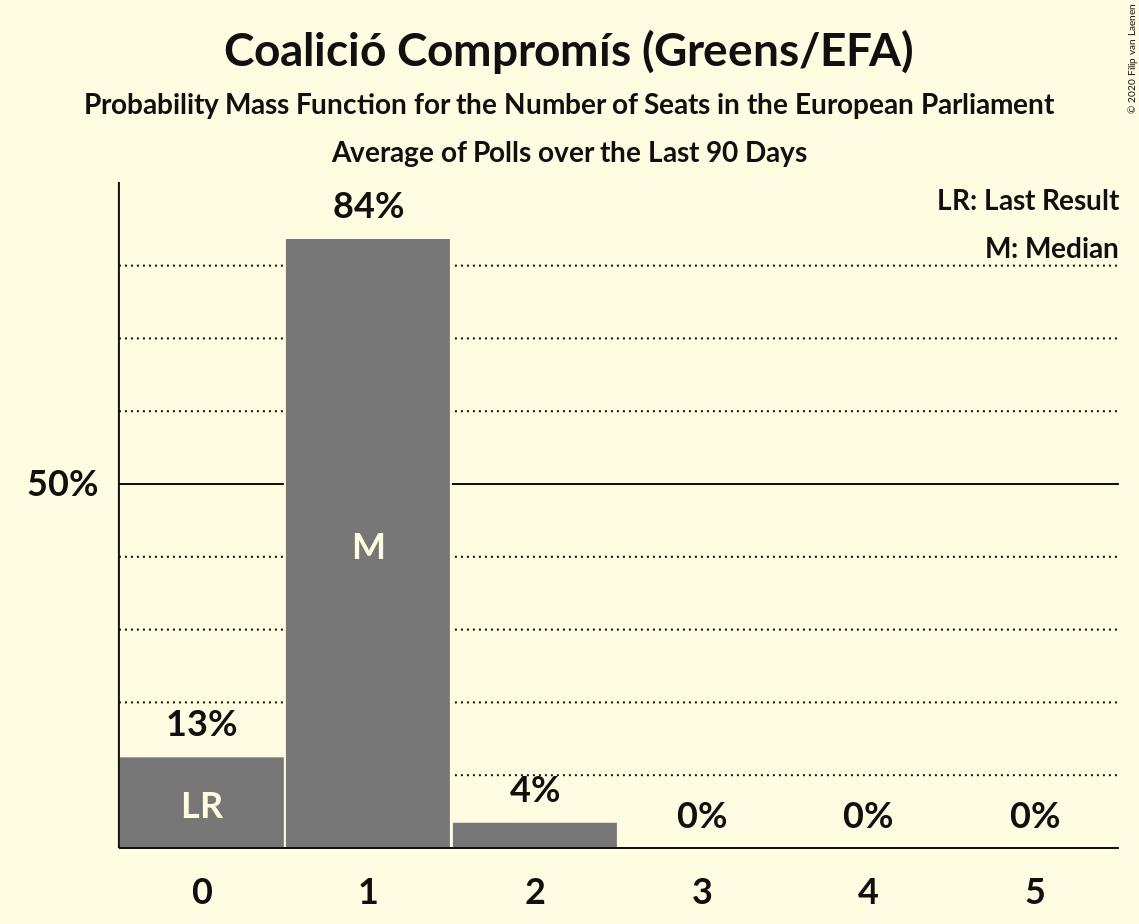 Coalició Compromís (Greens/EFA)
Probability Mass Function for the Number of Seats in the European Parliament
Average of Polls over the Last 90 Days
© 2020 Filip van Laenen
LR: Last Result
M: Median
84%
50%
M
13%
LR
4%
0%
0%
0%
0
1
2
3
4
5